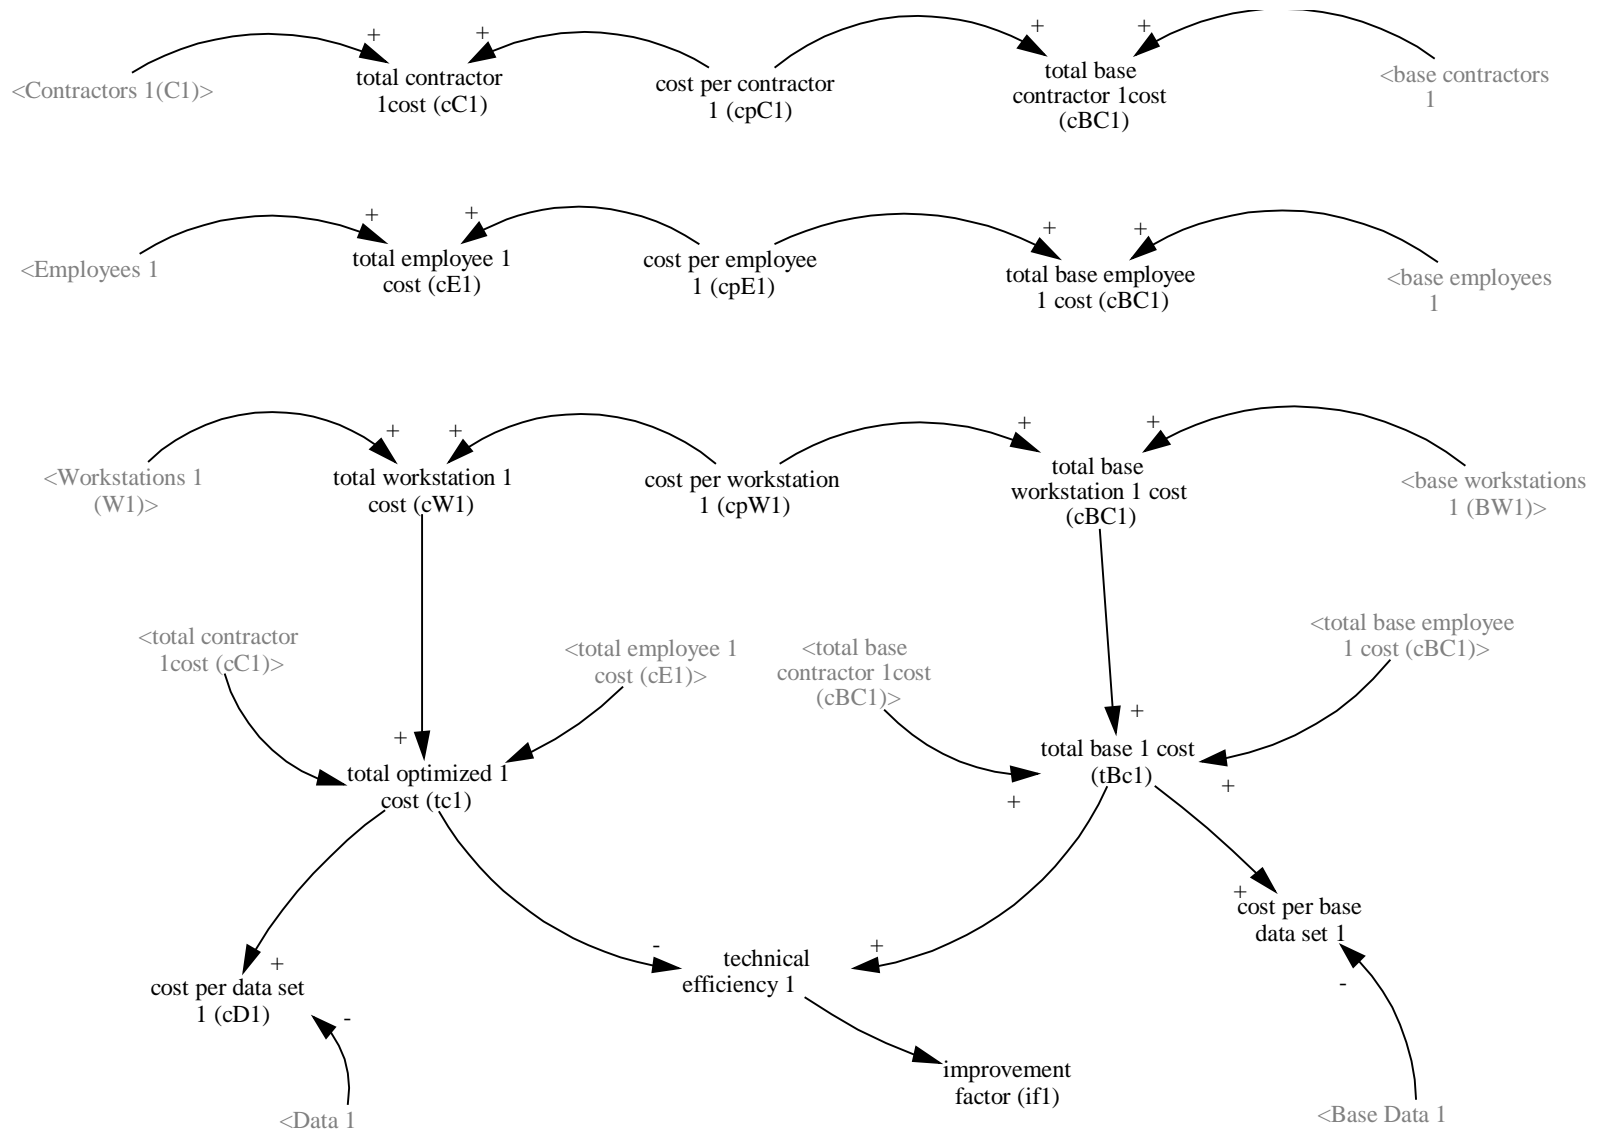 + + + +
<Contractors 1(C1)>
total contractor
1cost (cC1)
cost per contractor
1 (cpC1)
total base
contractor 1cost
(cBC1)
<base contractors
1
+ + + +
<Employees 1
total employee 1
cost (cE1)
cost per employee
1 (cpE1)
total base employee
1 cost (cBC1)
<base employees
1
+ + + +
<Workstations 1
(W1)>
total workstation 1
cost (cW1)
cost per workstation
1 (cpW1)
total base
workstation 1 cost
(cBC1)
<base workstations
1 (BW1)>
<total contractor
1cost (cC1)>
<total employee 1
cost (cE1)>
<total base
contractor 1cost
(cBC1)>
<total base employee
1 cost (cBC1)>
+
+
total optimized 1
cost (tc1)
total base 1 cost
(tBc1)
+
+
+
cost per base
data set 1
-
-
+
technical
efficiency 1
+
cost per data set
1 (cD1)
-
improvement
factor (if1)
<Data 1
<Base Data 1